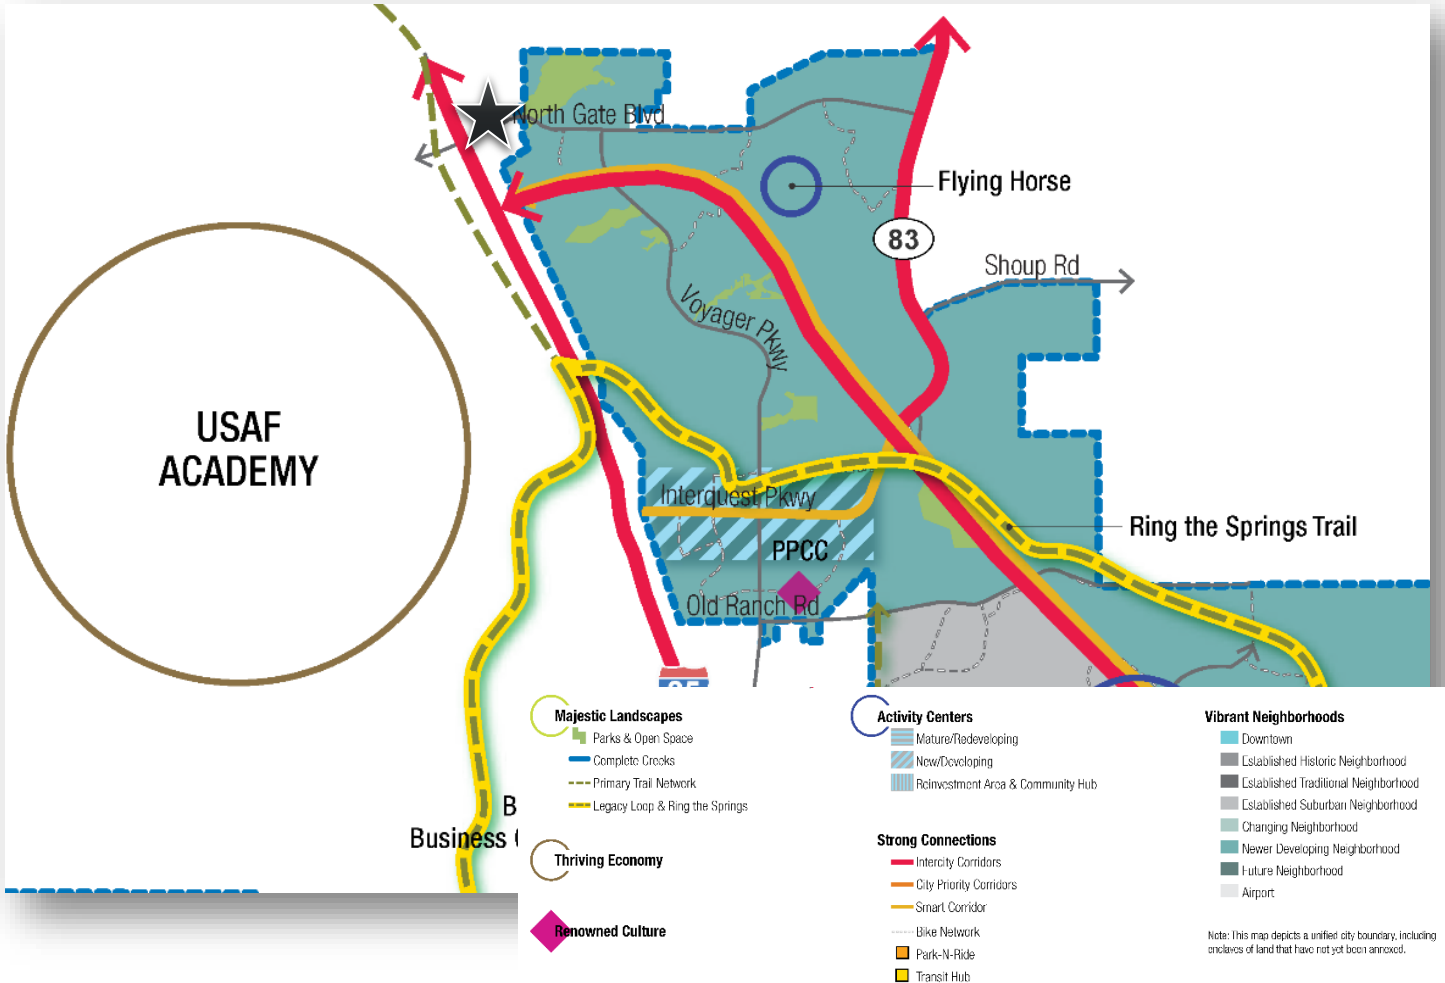 North Gate Blvd
Flying Horse
83
Shoup Rd
Voyager Pkwy
USAF
ACADEMY
Interquest Pkwy
Ring the Springs Trail
PPCC
Old Ranch Rd
B
Business
Majestic Landscapes
Parks & Open Space
Complete Creeks
Primary Trail Network
Legacy Loop & Ring the Springs
Thriving Economy
Renowned Culture
Activity Centers
Mature/Redeveloping
New/Developing
Reinvestment Area & Community Hub
Strong Connections
Intercity Corridors
City Priority Corridors
Smart Corridor
Bike Network
Park-N-Ride
Transit Hub
Vibrant Neighborhoods
Downtown
Established Historic Neighborhood
Established Traditional Neighborhood
Established Suburban Neighborhood
Changing Neighborhood
Newer Developing Neighborhood
Future Neighborhood
Airport
Note: This map depicts a unified city boundary, including
enclaves of land that have not yet been annexed.